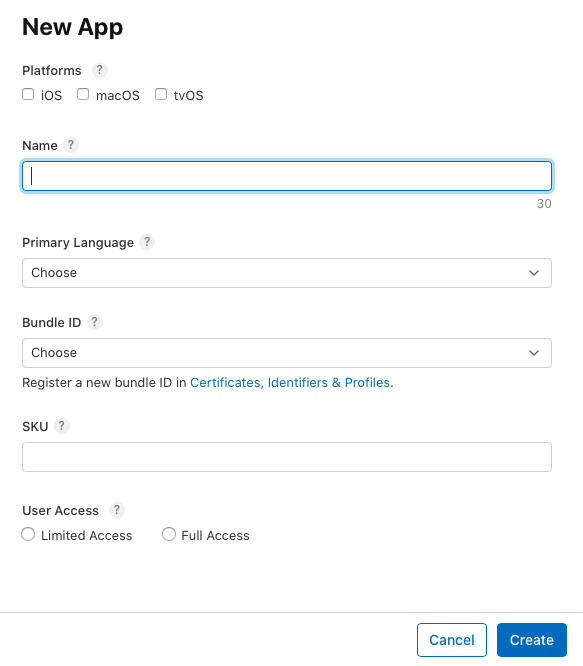 New App
Platforms ?
iOS macOS tvOS
Name ?
30
Primary Language ?
Choose
Bundle ID ?
Choose
Register a new bundle ID in Certificates, Identifiers & Profiles.
SKU ?
User Access ?
Limited Access Full Access
Cancel Create